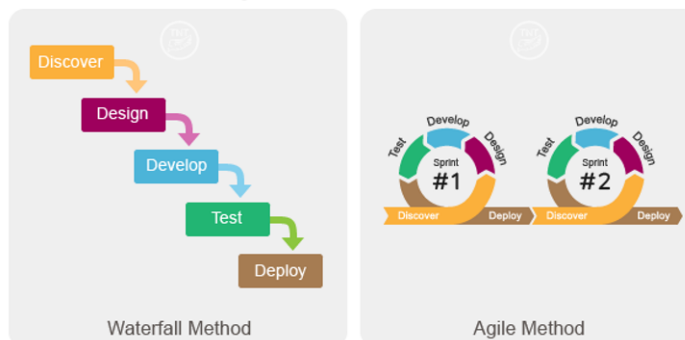 Discover
Design
Develop
Test
Deploy
Waterfall Method
Test
Develop
Design
Sprint
#1
Discover
Deploy
Test
Develop
Design
Sprint
#2
Discover
Deploy
Agile Method